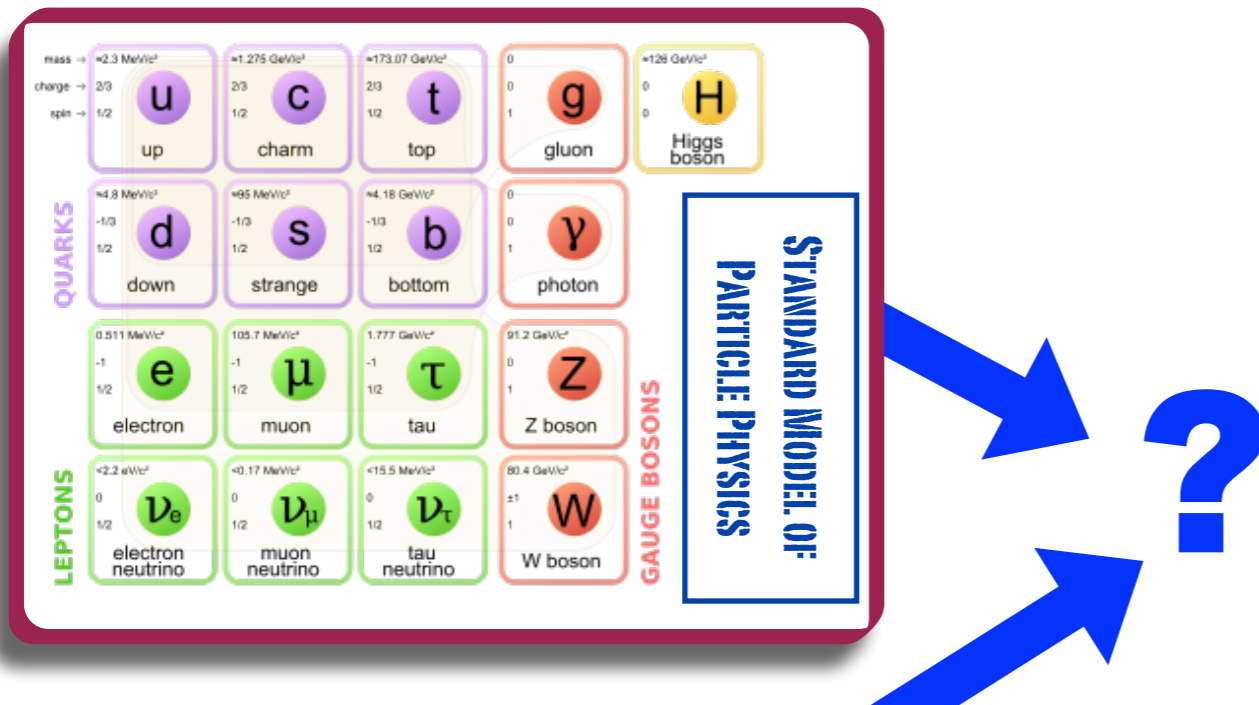 mass → ≈2.3 MeV/c² ≈1.275 GeV/c² ≈173.07 GeV/c² 0 ≈126 GeV/c²
charge → 2/3 2/3 2/3 0 0
spin → 1/2 1/2 1/2 1 0
u c t g H
up charm top gluon Higgs
boson
QUARKS
≈4.8 MeV/c² ≈95 MeV/c² ≈4.18 GeV/c² 0
-1/3 -1/3 -1/3 0
1/2 1/2 1/2 1
d s b γ
down strange bottom photon
0.511 MeV/c² 105.7 MeV/c² 1.777 GeV/c² 91.2 GeV/c²
-1 -1 -1 0
1/2 1/2 1/2 1
e μ τ Z
electron muon tau Z boson
LEPTONS
<2.2 eV/c² <0.17 MeV/c² <15.5 MeV/c² 80.4 GeV/c²
0 0 0 ±1
1/2 1/2 1/2 1
νe νμ ντ W
electron
neutrino
muon
neutrino
tau
neutrino
W boson
GAUGE BOSONS
STANDARD MODEL OF
PARTICLE PHYSICS
?